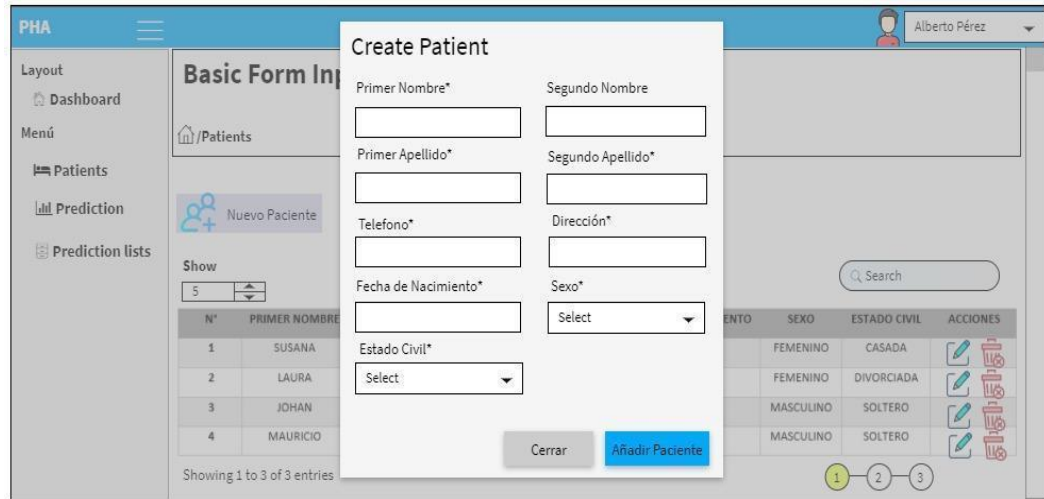 PHA
Alberto Pérez
Layout
Dashboard
Menú
Patients
Prediction
Prediction lists
Basic Form Inp
/Patients
Nuevo Paciente
Show
5
Search
Create Patient
Primer Nombre* Segundo Nombre
Primer Apellido* Segundo Apellido*
Telefono* Dirección*
Fecha de Nacimiento* Sexo*
Select
Estado Civil*
Select
Cerrar Añadir Paciente
N° PRIMER NOMBRE ENTO SEXO ESTADO CIVIL ACCIONES
1 SUSANA FEMENINO CASADA
2 LAURA FEMENINO DIVORCIADA
3 JOHAN MASCULINO SOLTERO
4 MAURICIO MASCULINO SOLTERO
Showing 1 to 3 of 3 entries 1 2 3